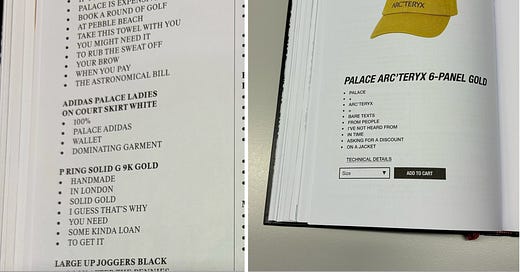 PALACE IS
BOOK A ROUND OF GOLF
AT PEBBLE BEACH
TAKE THIS TOWEL WITH YOU
YOU MIGHT NEED IT
TO RUB THE SWEAT OFF
YOUR BROW
WHEN YOU PAY
THE ASTRONOMICAL BILL
ADIDAS PALACE LADIES
ON COURT SKIRT WHITE
• 100%
• PALACE ADIDAS
• WALLET
• DOMINATING GARMENT
P RING SOLID G 9K GOLD
• HANDMADE
• IN LONDON
• SOLID GOLD
• I GUESS THAT'S WHY
• YOU NEED
• SOME KINDA LOAN
• TO GET IT
LARGE UP JOGGERS BLACK
THE PENNIES
ARC'TERYX
PALACE ARC'TERYX 6-PANEL GOLD
• PALACE
• ARC'TERYX
• BARE TEXTS
• FROM PEOPLE
• I'VE NOT HEARD FROM
• IN TIME
• ASKING FOR A DISCOUNT
• ON A JACKET
TECHNICAL DETAILS
Size
ADD TO CART